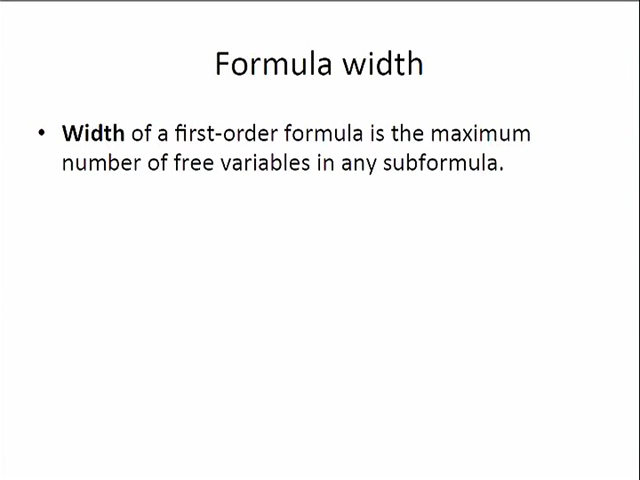 Formula width
• Width of a first-order formula is the maximum
number of free variables in any subformula.